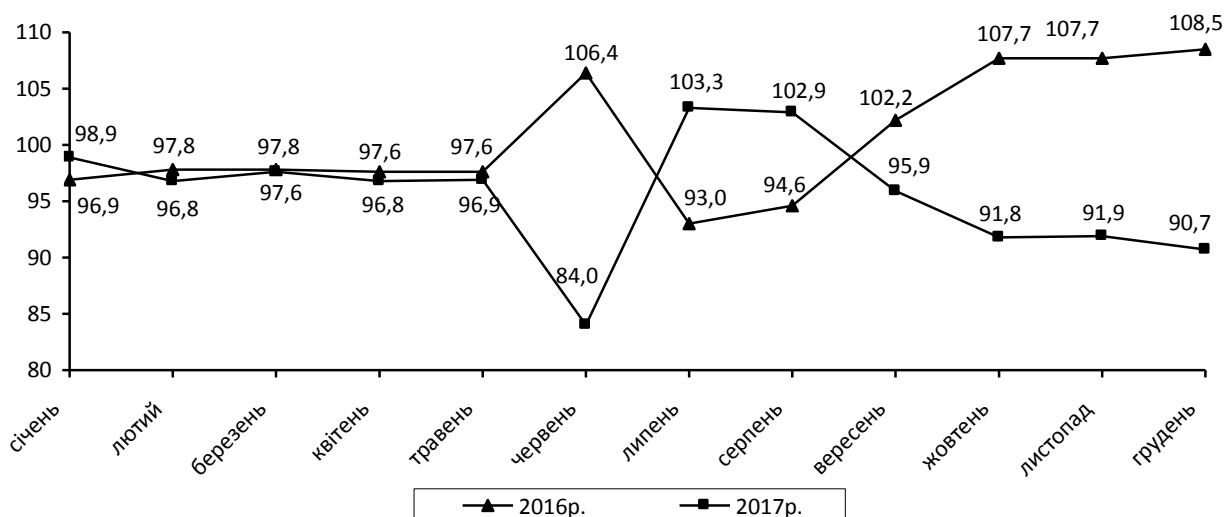 110
105
100
95
90
85
80
98,9
97,8
97,8
97,6
97,6
106,4
103,3
102,9
102,2
107,7
107,7
108,5
96,9
96,8
97,6
96,8
96,9
84,0
93,0
94,6
95,9
91,8
91,9
90,7
січень
лютий
березень
квітень
травень
червень
липень
серпень
вересень
жовтень
листопад
грудень
2016р.
2017р.